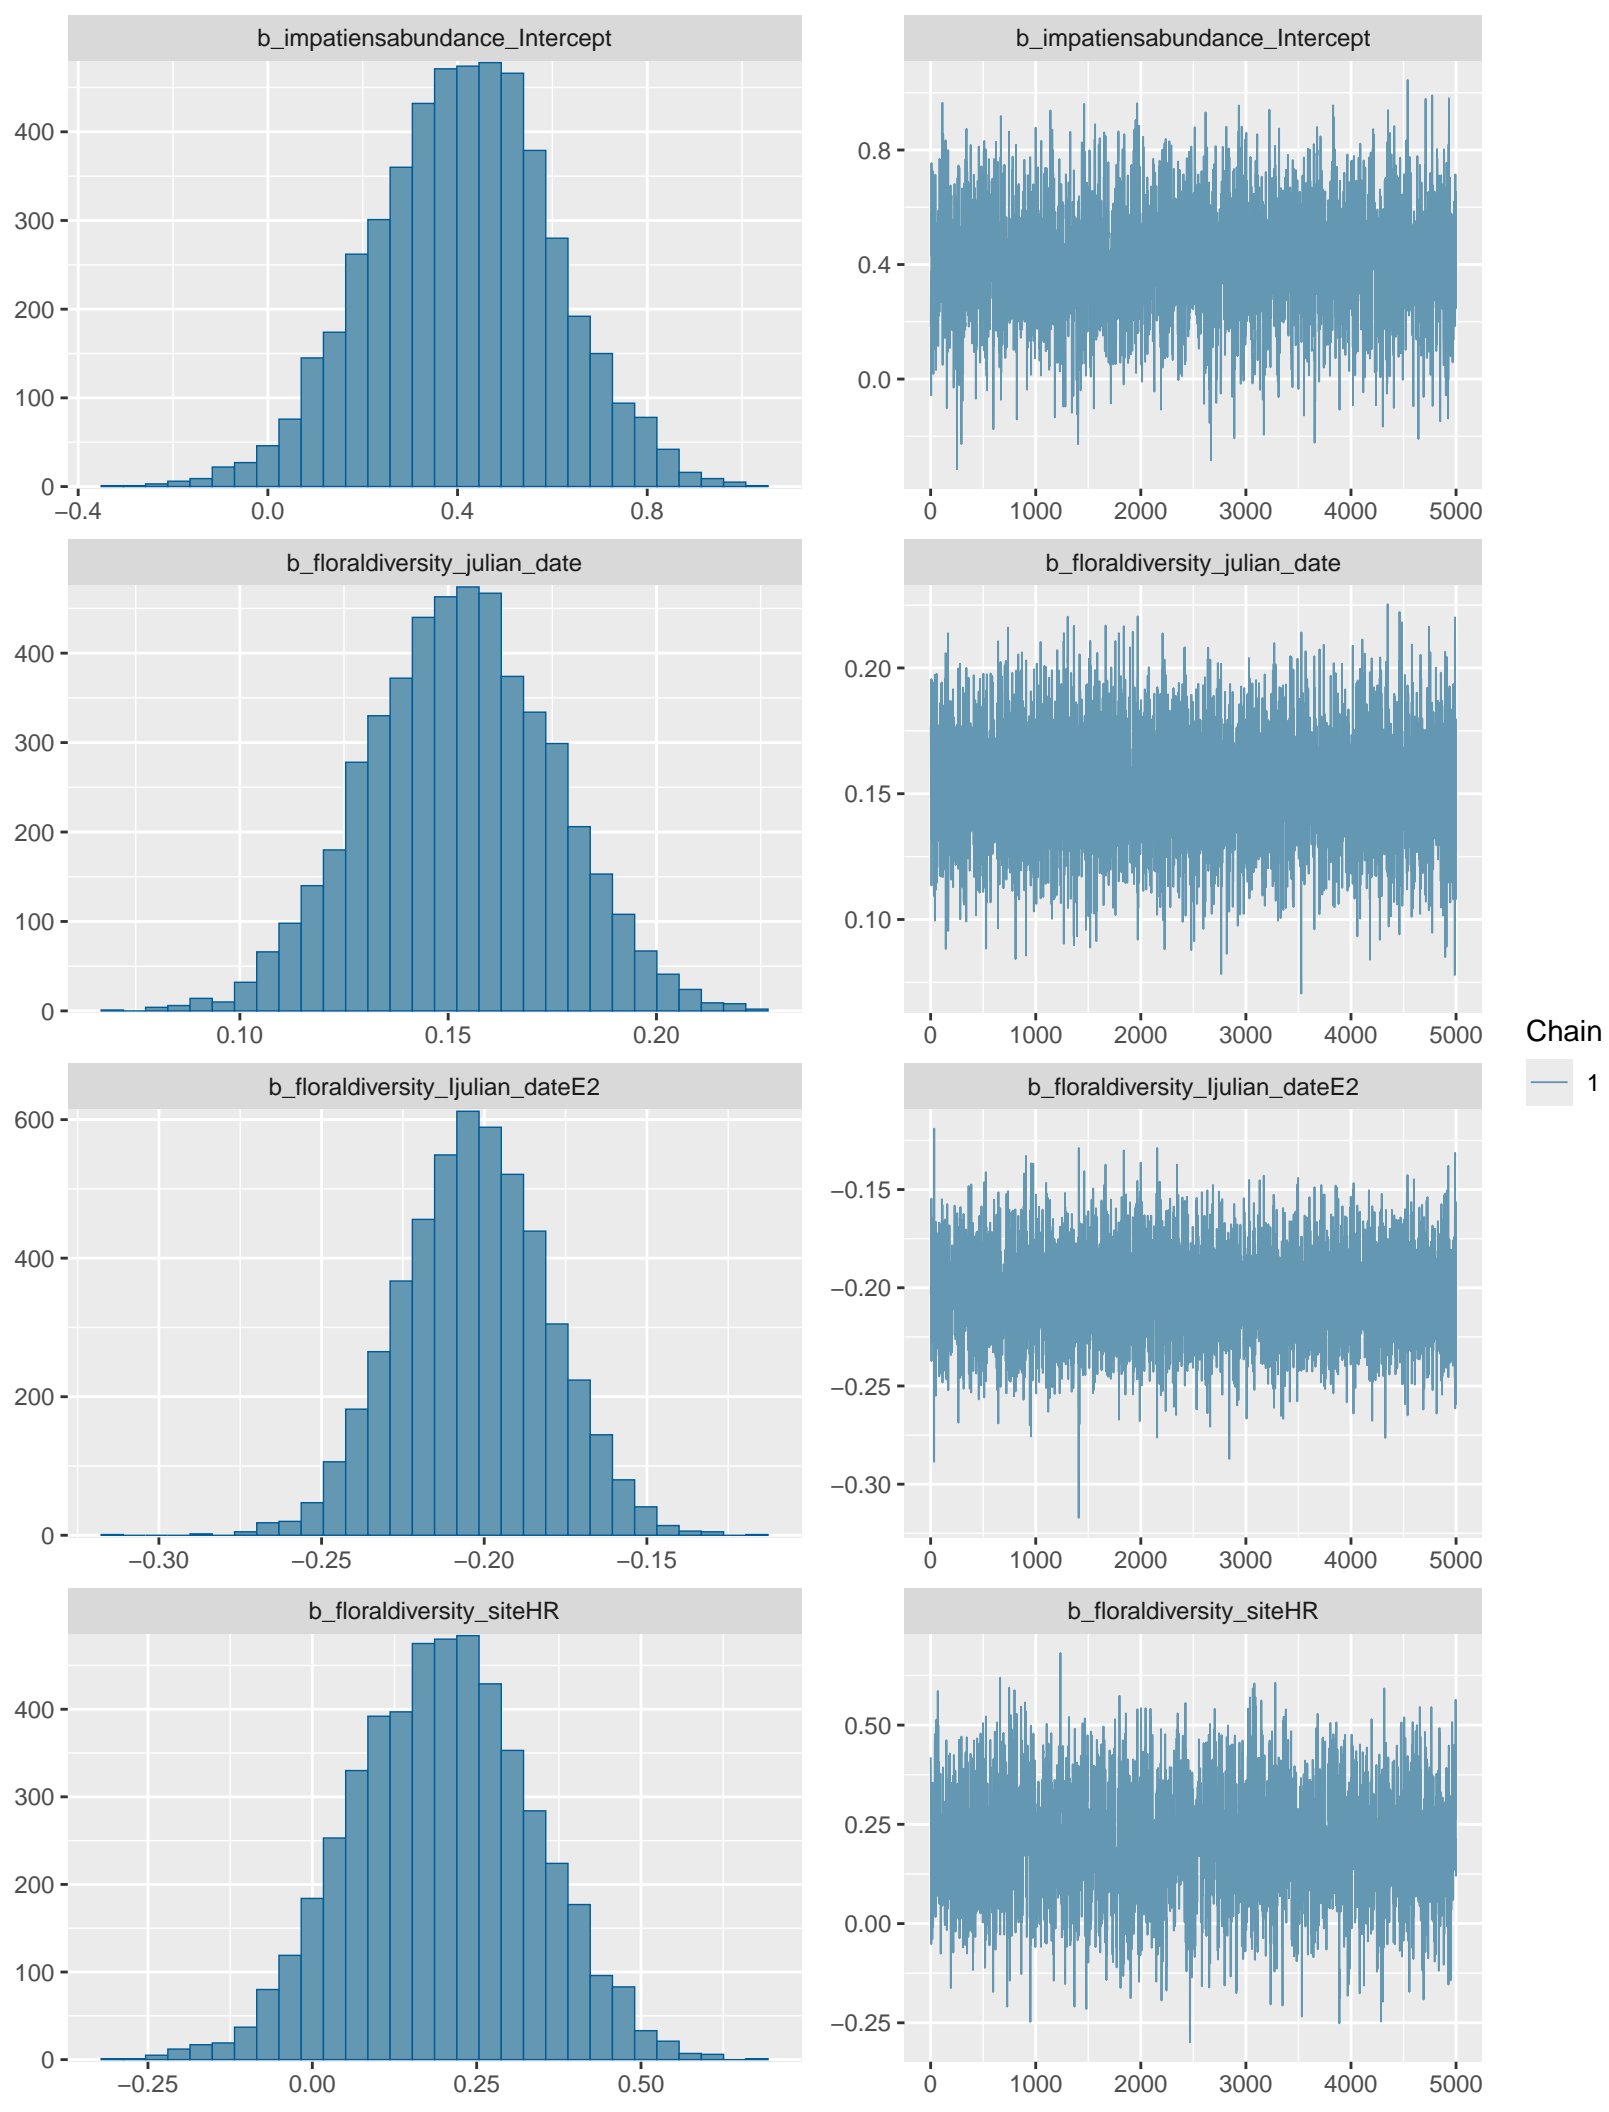 b_impatiensabundance_Intercept
400
300
200
100
0
−0.4 0.0 0.4 0.8
b_impatiensabundance_Intercept
0.8
0.4
0.0
0 1000 2000 3000 4000 5000
b_floraldiversity_julian_date
400
300
200
100
0
0.10 0.15 0.20
b_floraldiversity_julian_date
0.20
0.15
0.10
0 1000 2000 3000 4000 5000
b_floraldiversity_Ijulian_dateE2
600
400
200
0
−0.30 −0.25 −0.20 −0.15
b_floraldiversity_Ijulian_dateE2
−0.15
−0.20
−0.25
−0.30
0 1000 2000 3000 4000 5000
b_floraldiversity_siteHR
400
300
200
100
0
−0.25 0.00 0.25 0.50
b_floraldiversity_siteHR
0.50
0.25
0.00
−0.25
0 1000 2000 3000 4000 5000
Chain
1